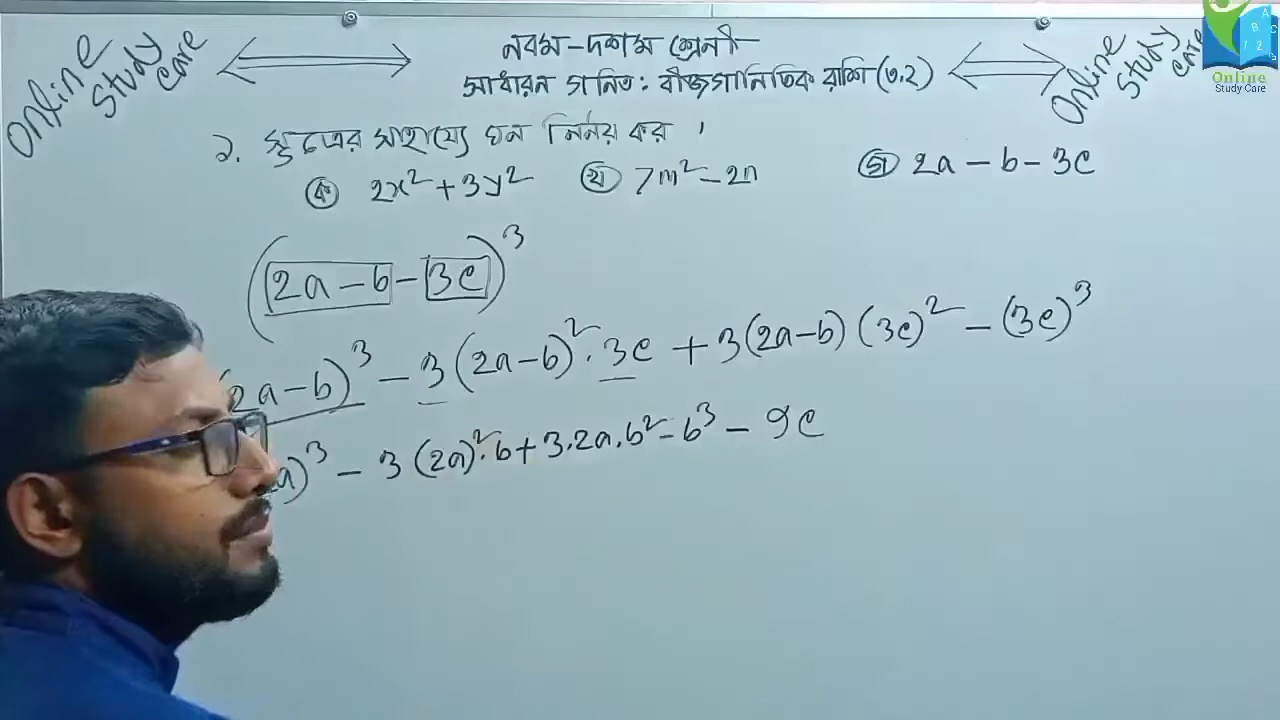 Online Study Care
নবম-দশম শ্রেনী
সাধারন গনিত: বীজগানিতিক রাশি (৩.২)
Online Study Care
Online
Study Care
১. সূত্রের সাহায্যে ঘন নির্নয় কর ।
ক 2x² + 3y² খ 7m² - 2n গ 2a - b - 3c
(2a - b - 3c)³
2a - b)³ - 3(2a - b)² · 3c + 3(2a - b)(3c)² - (3c)³
a)³ - 3(2a)²·b + 3.2a.b² - b³ - 9c